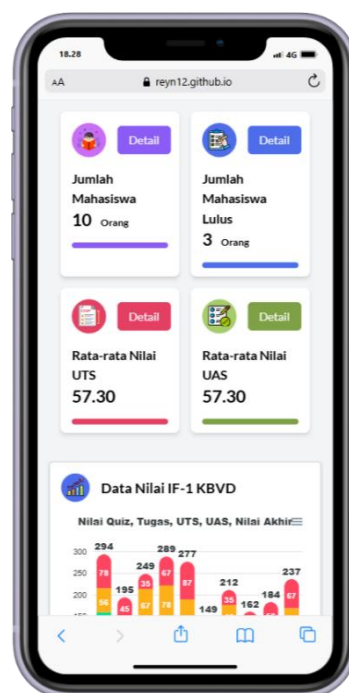 18.28
4G
AA
reyn12.github.io
Detail
Detail
Jumlah
Mahasiswa
10 Orang
Jumlah
Mahasiswa
Lulus
3 Orang
Detail
Detail
Rata-rata Nilai
UTS
57.30
Rata-rata Nilai
UAS
57.30
Data Nilai IF-1 KBVD
Nilai Quiz, Tugas, UTS, UAS, Nilai Akhir
300
250
200
294
195
249
289
277
149
212
162
184
237
78
45
35
67
87
35
67
56
67
78